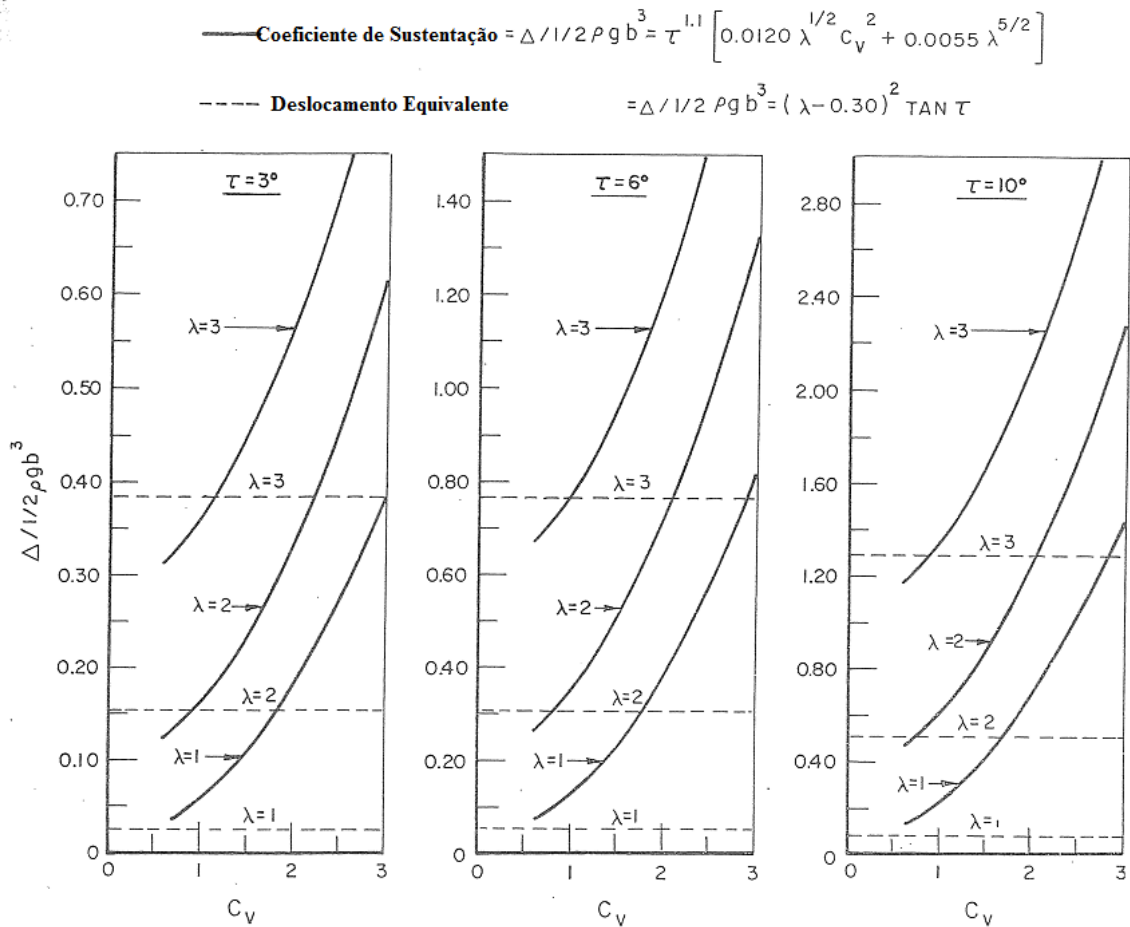 Coeficiente de Sustentação = Δ/1/2 ρgb³ = τ^1.1 [0.0120 λ^1/2 C_V² + 0.0055 λ^5/2]
Deslocamento Equivalente = Δ/1/2 ρgb³ = (λ-0.30)² TAN τ
τ = 3°
0.70
0.60
λ=3
0.50
0.40
λ=3
0.30
λ=2
0.20
λ=2
0.10
λ=1
λ=1
0
0 1 2 3
C_V
Δ/1/2 ρgb³
τ = 6°
1.40
1.20
λ=3
1.00
0.80
λ=3
0.60
λ=2
0.40
λ=2
0.20
λ=1
λ=1
0
0 1 2 3
C_V
τ = 10°
2.80
2.40
λ=3
2.00
1.60
λ=3
1.20
λ=2
0.80
λ=2
0.40
λ=1
λ=1
0
0 1 2 3
C_V